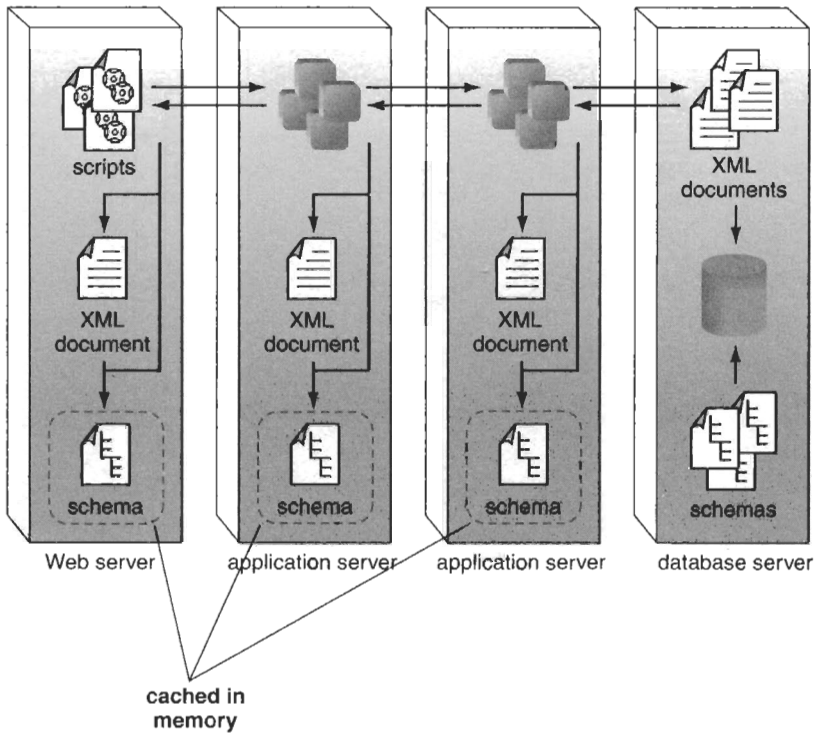 scripts
XML
documents
XML
document
XML
document
XML
document
schema
schema
schema
schemas
Web server
application server
application server
database server
cached in
memory